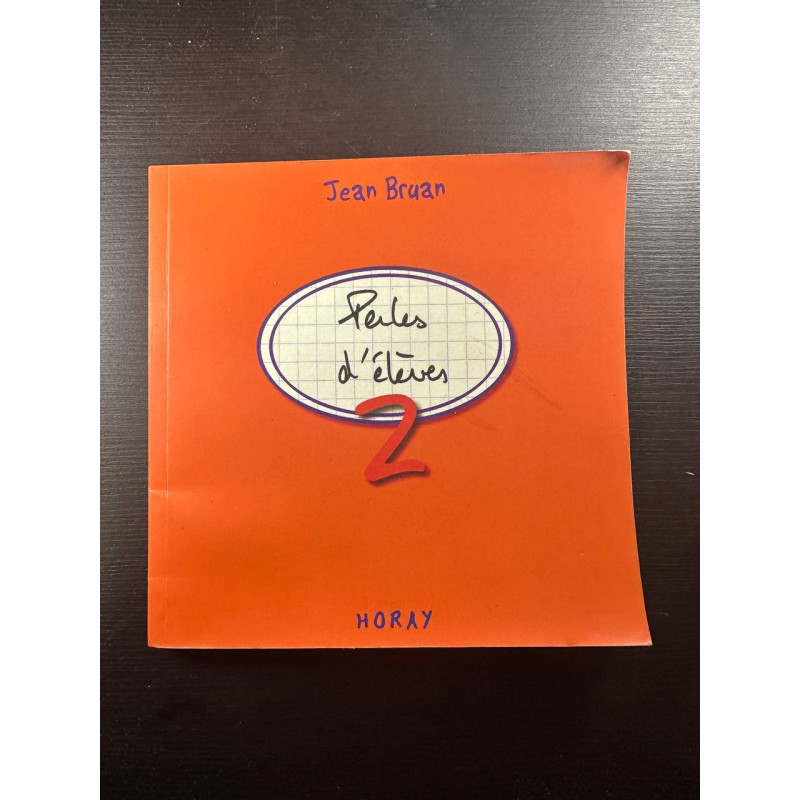 Jean Bruan
Perles
d'élèves
2
HORAY